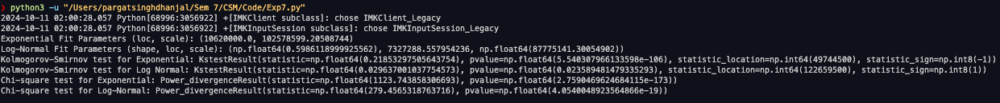 ❯ python3 -u "/Users/pargatsinghdhanjal/Sem 7/CSM/Code/Exp7.py"
2024-10-11 02:00:28.057 Python[68996:3056922] +[IMKClient subclass]: chose IMKClient_Legacy
2024-10-11 02:00:28.057 Python[68996:3056922] +[IMKInputSession subclass]: chose IMKInputSession_Legacy
Exponential Fit Parameters (loc, scale): (10620000.0, 102578599.20508744)
Log-Normal Fit Parameters (shape, loc, scale): (np.float64(0.5986118999925562), 7327288.557954236, np.float64(87775141.30054902))
Kolmogorov-Smirnov test for Exponential: KstestResult(statistic=np.float64(0.21853297505643754), pvalue=np.float64(5.540307966133598e-106), statistic_location=np.int64(49744500), statistic_sign=np.int8(-1))
Kolmogorov-Smirnov test for Log Normal: KstestResult(statistic=np.float64(0.029637001037754573), pvalue=np.float64(0.023589481479335293), statistic_location=np.int64(122659500), statistic_sign=np.int8(1))
Chi-square test for Exponential: Power_divergenceResult(statistic=np.float64(1123.743858306693), pvalue=np.float64(2.7590469624684115e-173))
Chi-square test for Log-Normal: Power_divergenceResult(statistic=np.float64(279.4565318763716), pvalue=np.float64(4.0540048923564866e-19))